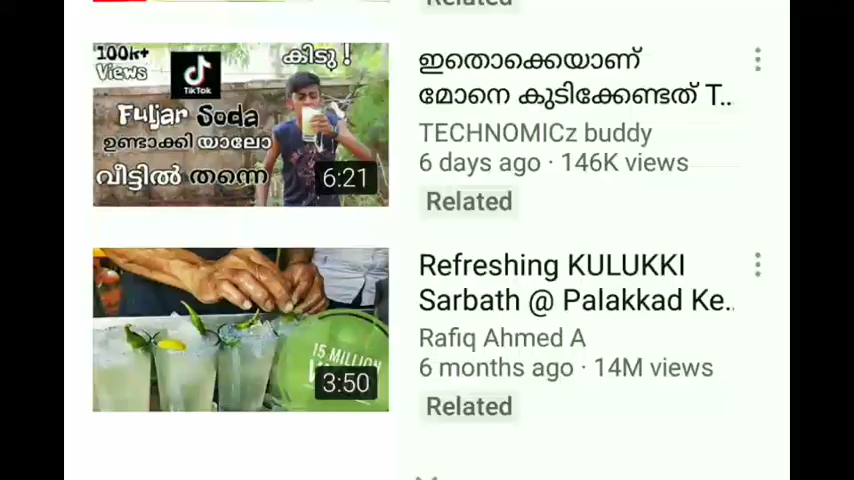 Related
100k+
Views
TikTok
കിടു !
Fuljar Soda
ഉണ്ടാക്കി യാലോ
വീട്ടിൽ തന്നെ
6:21
ഇതൊക്കെയാണ്
മോനെ കുടിക്കേണ്ടത് T..
TECHNOMICz buddy
6 days ago · 146K views
Related
15 MILLION
3:50
Refreshing KULUKKI
Sarbath @ Palakkad Ke..
Rafiq Ahmed A
6 months ago · 14M views
Related